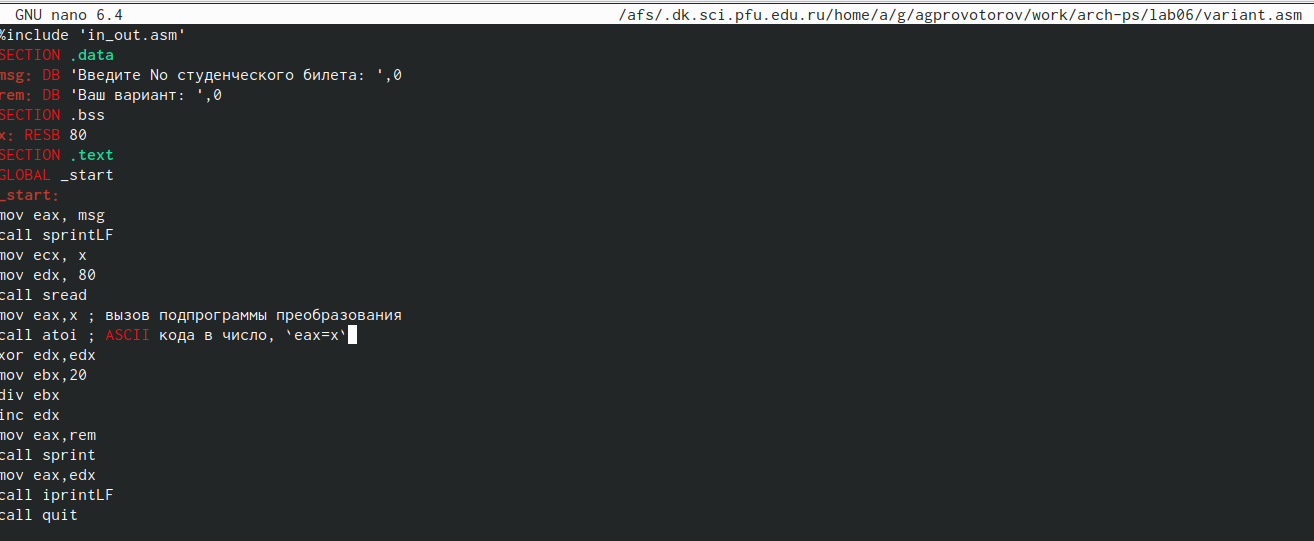 GNU nano 6.4 /afs/.dk.sci.pfu.edu.ru/home/a/g/agprovotorov/work/arch-ps/lab06/variant.asm
%include 'in_out.asm'
SECTION .data
msg: DB 'Введите No студенческого билета: ',0
rem: DB 'Ваш вариант: ',0
SECTION .bss
x: RESB 80
SECTION .text
GLOBAL _start
_start:
mov eax, msg
call sprintLF
mov ecx, x
mov edx, 80
call sread
mov eax,x ; вызов подпрограммы преобразования
call atoi ; ASCII кода в число, `eax=x`
xor edx,edx
mov ebx,20
div ebx
inc edx
mov eax,rem
call sprint
mov eax,edx
call iprintLF
call quit